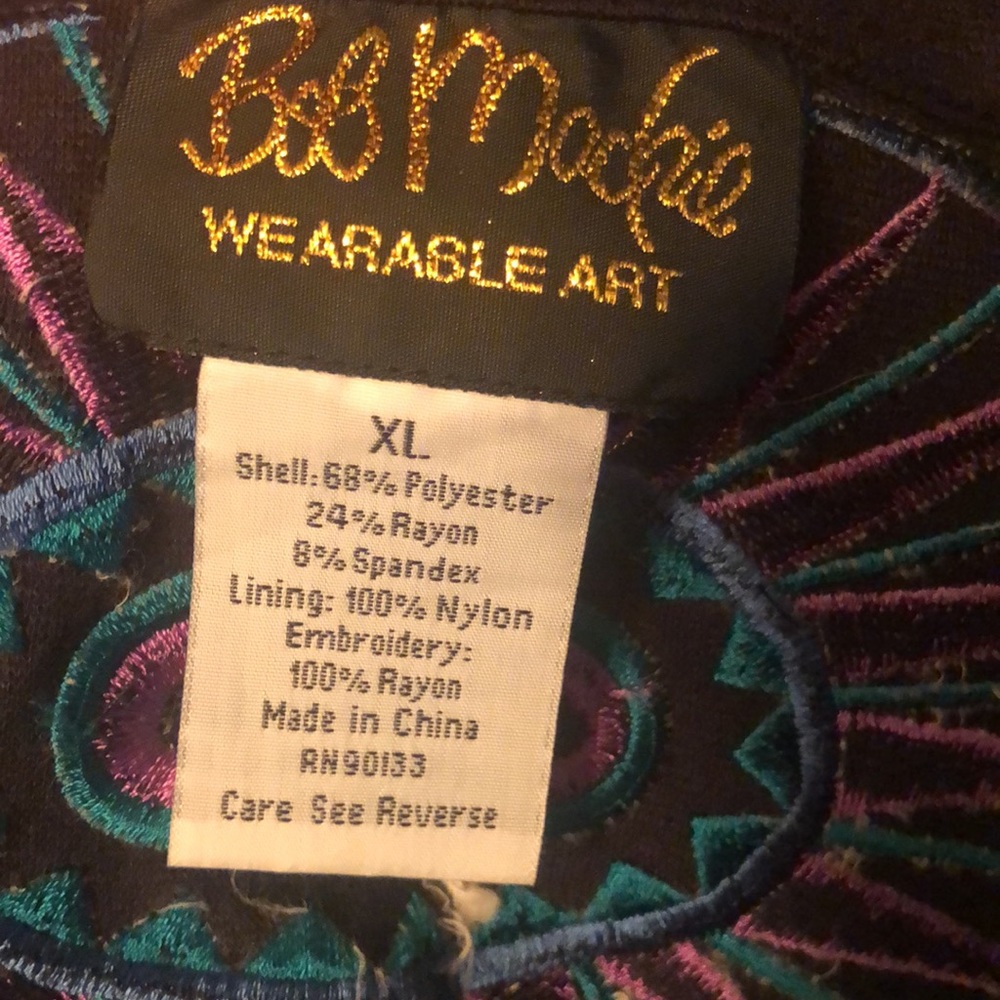 Bob Mackie
WEARABLE ART
XL
Shell: 68% Polyester
24% Rayon
8% Spandex
Lining: 100% Nylon
Embroidery:
100% Rayon
Made in China
RN90133
Care See Reverse